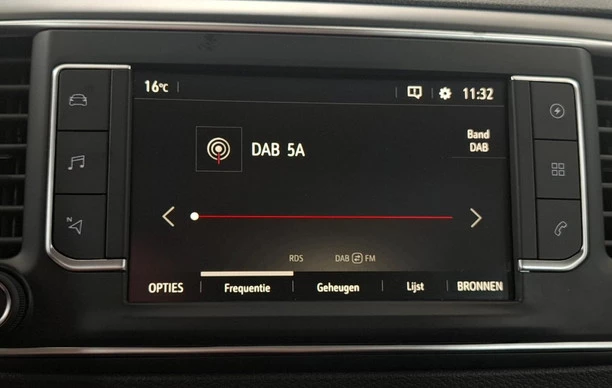 16°C
11:32
DAB 5A
Band
DAB
RDS DAB FM
OPTIES Frequentie Geheugen Lijst BRONNEN
N